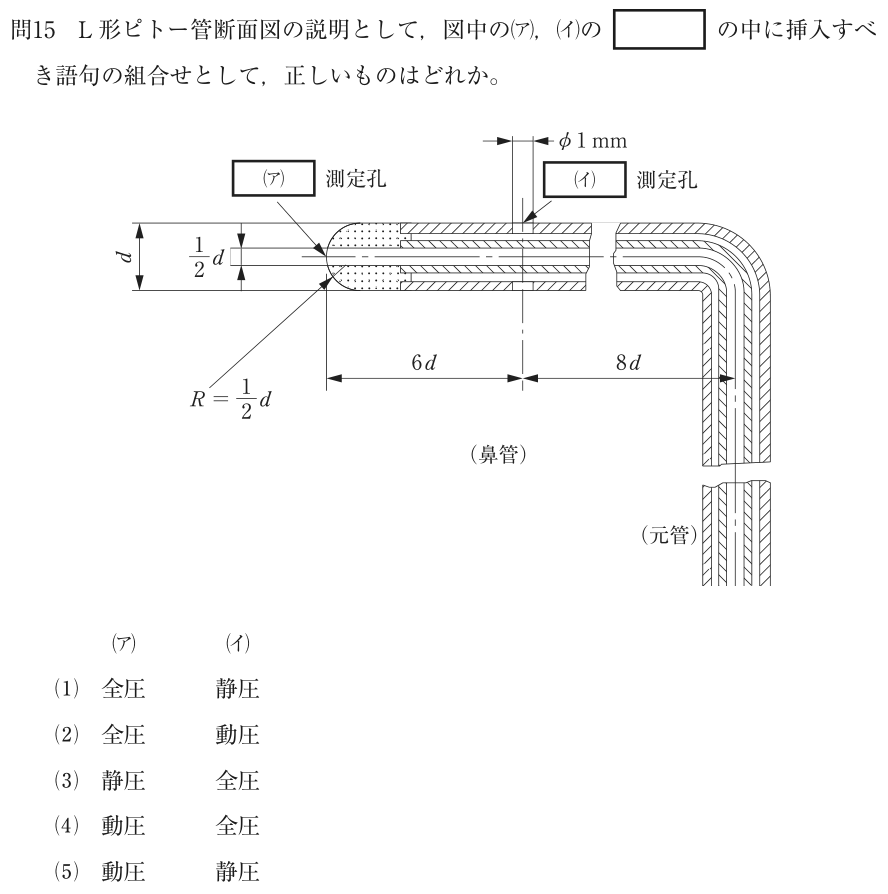 問15 L形ピトー管断面図の説明として，図中の㋐，㋑の の中に挿入すべ
き語句の組合せとして，正しいものはどれか。
φ1 mm
(ア) 測定孔
(イ) 測定孔
d
1/2 d
6d
8d
R = 1/2 d
（鼻管）
（元管）
(ア) (イ)
(1) 全圧 静圧
(2) 全圧 動圧
(3) 静圧 全圧
(4) 動圧 全圧
(5) 動圧 静圧